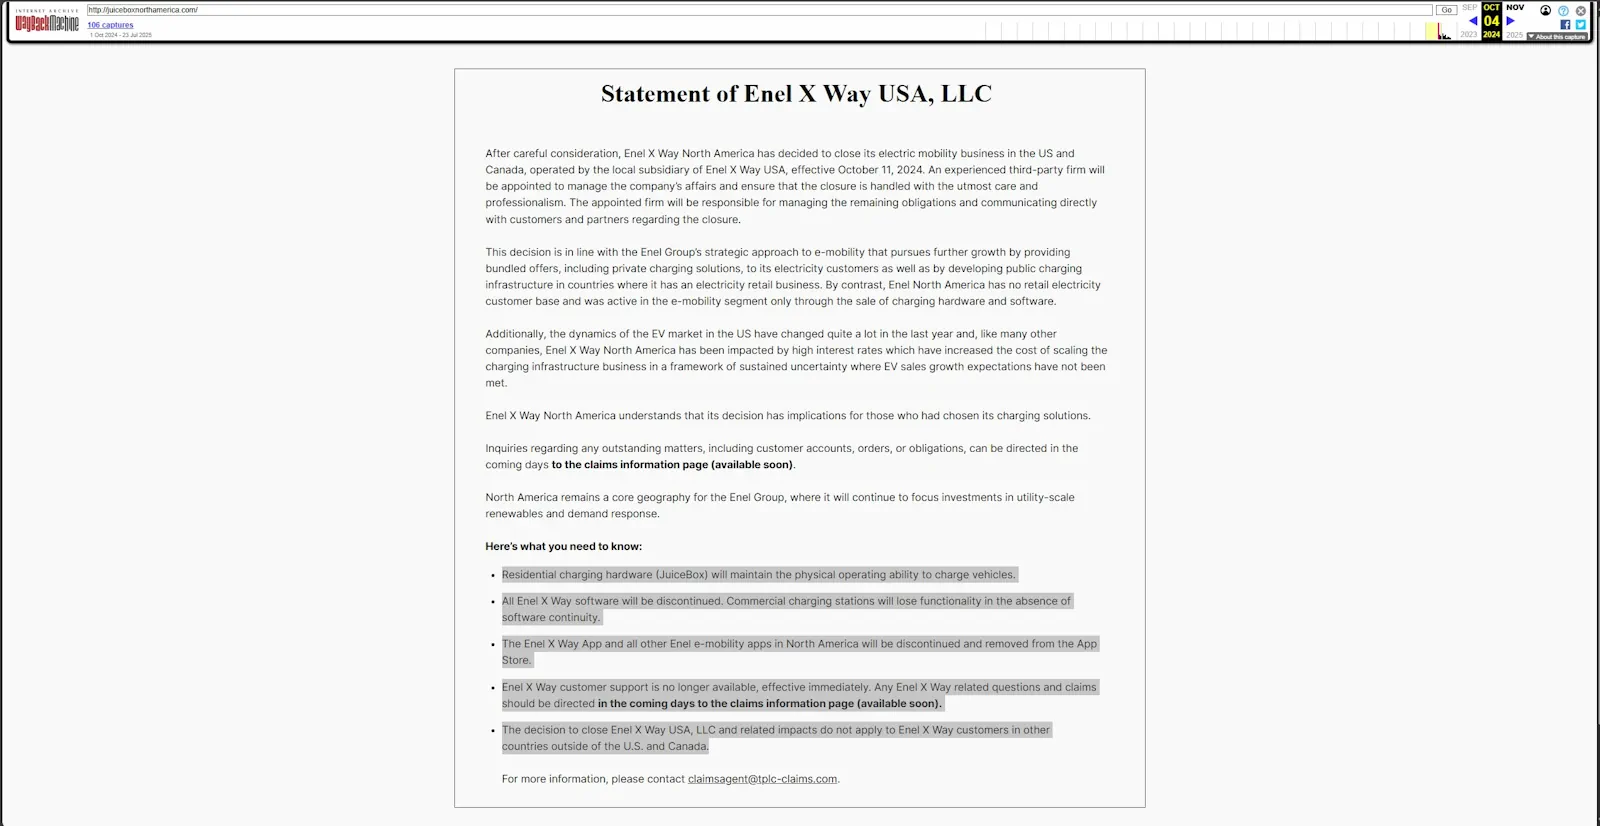 INTERNET ARCHIVE
WayBackMachine
http://juiceboxnorthamerica.com/
Go
SEP
OCT
NOV
106 captures
04
1 Oct 2024 - 23 Jul 2025
2023
2024
2025
About this capture
Statement of Enel X Way USA, LLC
After careful consideration, Enel X Way North America has decided to close its electric mobility business in the US and
Canada, operated by the local subsidiary of Enel X Way USA, effective October 11, 2024. An experienced third-party firm will
be appointed to manage the company's affairs and ensure that the closure is handled with the utmost care and
professionalism. The appointed firm will be responsible for managing the remaining obligations and communicating directly
with customers and partners regarding the closure.
This decision is in line with the Enel Group's strategic approach to e-mobility that pursues further growth by providing
bundled offers, including private charging solutions, to its electricity customers as well as by developing public charging
infrastructure in countries where it has an electricity retail business. By contrast, Enel North America has no retail electricity
customer base and was active in the e-mobility segment only through the sale of charging hardware and software.
Additionally, the dynamics of the EV market in the US have changed quite a lot in the last year and, like many other
companies, Enel X Way North America has been impacted by high interest rates which have increased the cost of scaling the
charging infrastructure business in a framework of sustained uncertainty where EV sales growth expectations have not been
met.
Enel X Way North America understands that its decision has implications for those who had chosen its charging solutions.
Inquiries regarding any outstanding matters, including customer accounts, orders, or obligations, can be directed in the
coming days to the claims information page (available soon).
North America remains a core geography for the Enel Group, where it will continue to focus investments in utility-scale
renewables and demand response.
Here's what you need to know:
• Residential charging hardware (JuiceBox) will maintain the physical operating ability to charge vehicles.
• All Enel X Way software will be discontinued. Commercial charging stations will lose functionality in the absence of
software continuity.
• The Enel X Way App and all other Enel e-mobility apps in North America will be discontinued and removed from the App
Store.
• Enel X Way customer support is no longer available, effective immediately. Any Enel X Way related questions and claims
should be directed in the coming days to the claims information page (available soon).
• The decision to close Enel X Way USA, LLC and related impacts do not apply to Enel X Way customers in other
countries outside of the U.S. and Canada.
For more information, please contact claimsagent@tplc-claims.com.